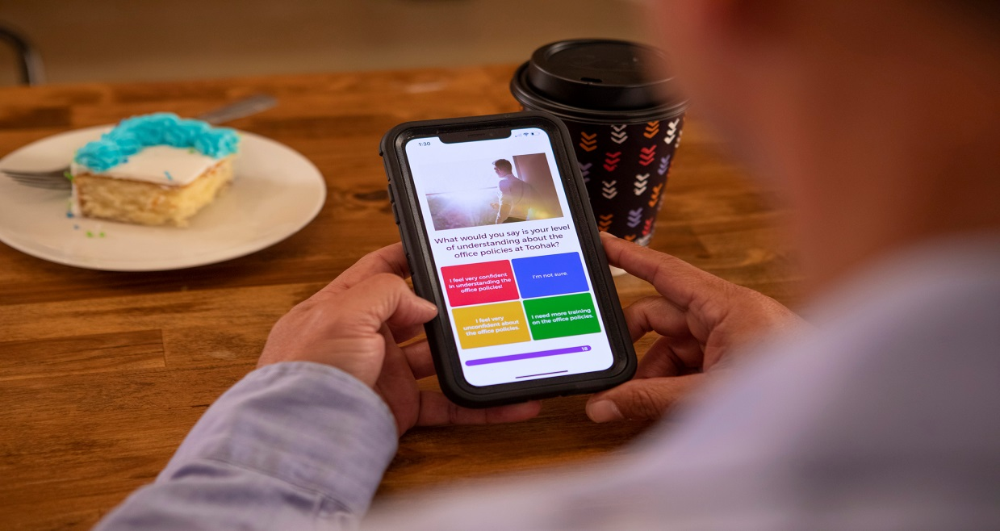 1:30
What would you say is your level
of understanding about the
office policies at Toohak?
I feel very confident
in understanding the
office policies!
I'm not sure.
I feel very
unconfident about
the office policies.
I need more training
on the office policies.
18